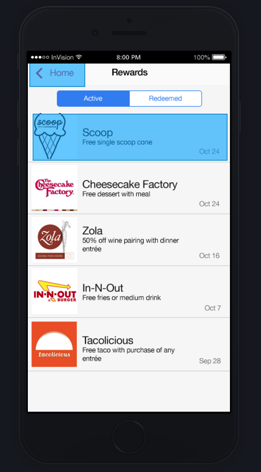 InVision 8:00 PM 100%
Home Rewards
Active Redeemed
scoop
Scoop
Free single scoop cone
Oct 24
The Cheesecake Factory
Cheesecake Factory
Free dessert with meal
Oct 24
Zola
Zola
50% off wine pairing with dinner
entrée
Oct 16
IN-N-OUT
BURGER
In-N-Out
Free fries or medium drink
Oct 7
tacolicious
Tacolicious
Free taco with purchase of any
entrée
Sep 28